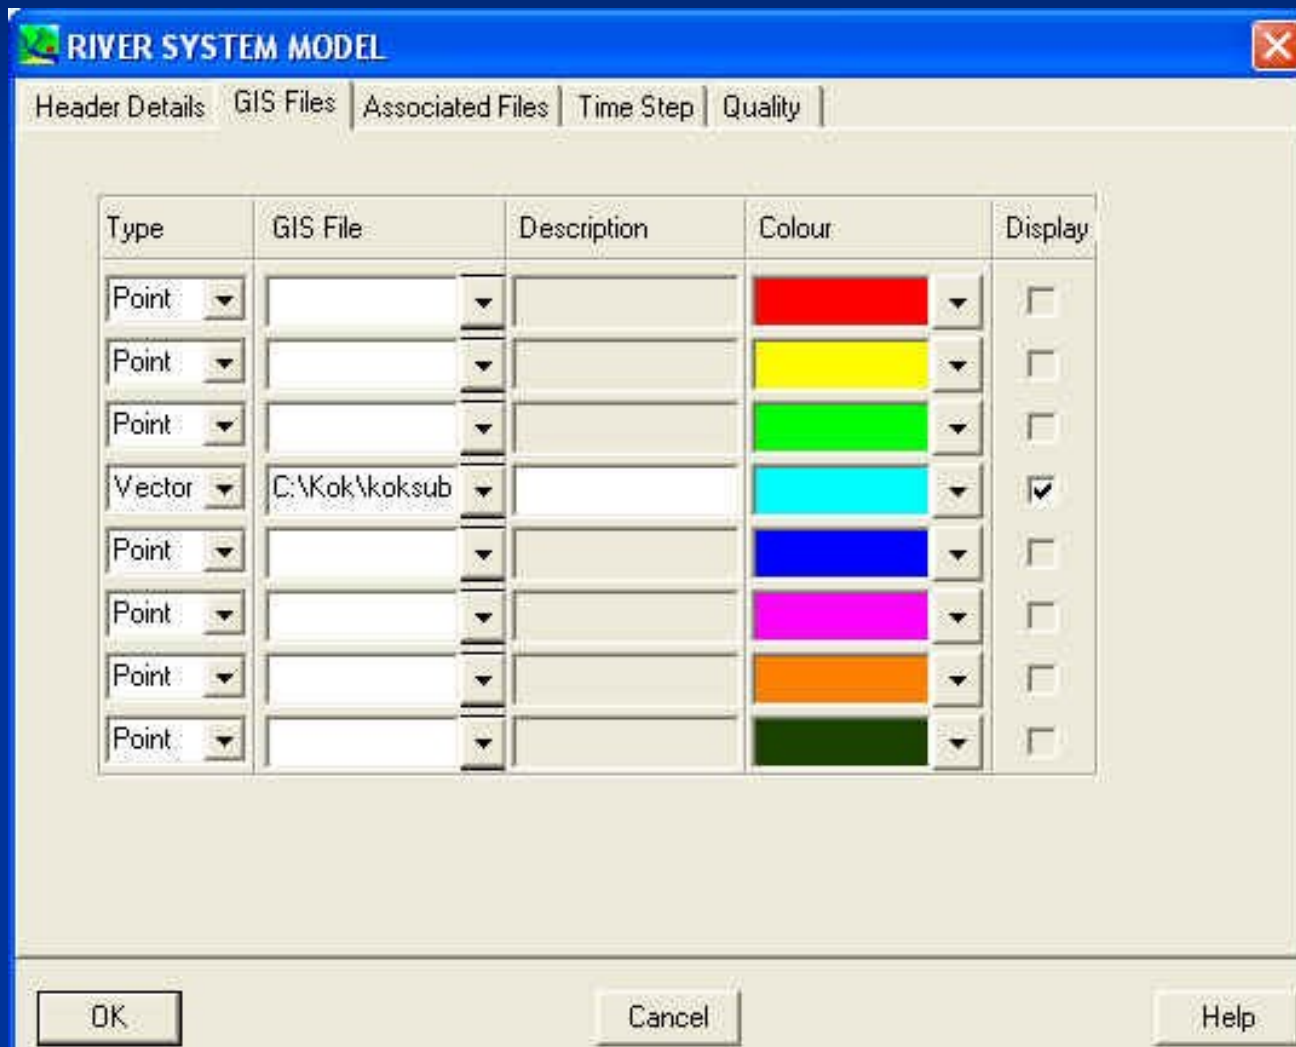 RIVER SYSTEM MODEL
Header Details GIS Files Associated Files Time Step Quality
Type GIS File Description Colour Display
Point
Point
Point
Vector C:\Kok\koksub
Point
Point
Point
Point
OK Cancel Help